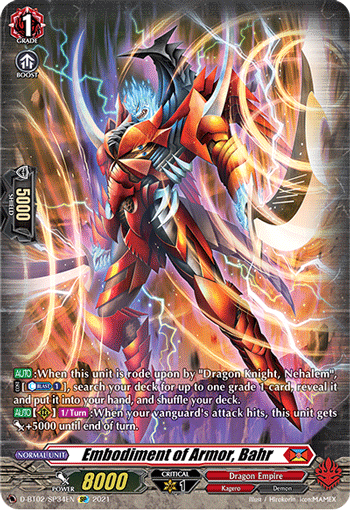 1
GRADE
BOOST
5000
SHIELD
AUTO :When this unit is rode upon by "Dragon Knight, Nehalem",
COST [ BLAST 1 ], search your deck for up to one grade 1 card, reveal it
and put it into your hand, and shuffle your deck.
AUTO [ R ] 1/Turn :When your vanguard's attack hits, this unit gets
+5000 until end of turn.
NORMAL UNIT
Embodiment of Armor, Bahr
POWER 8000
CRITICAL
1
Dragon Empire
Kagero Demon
D-BT02/SP34EN SP 2021
Illust / Hirokorin